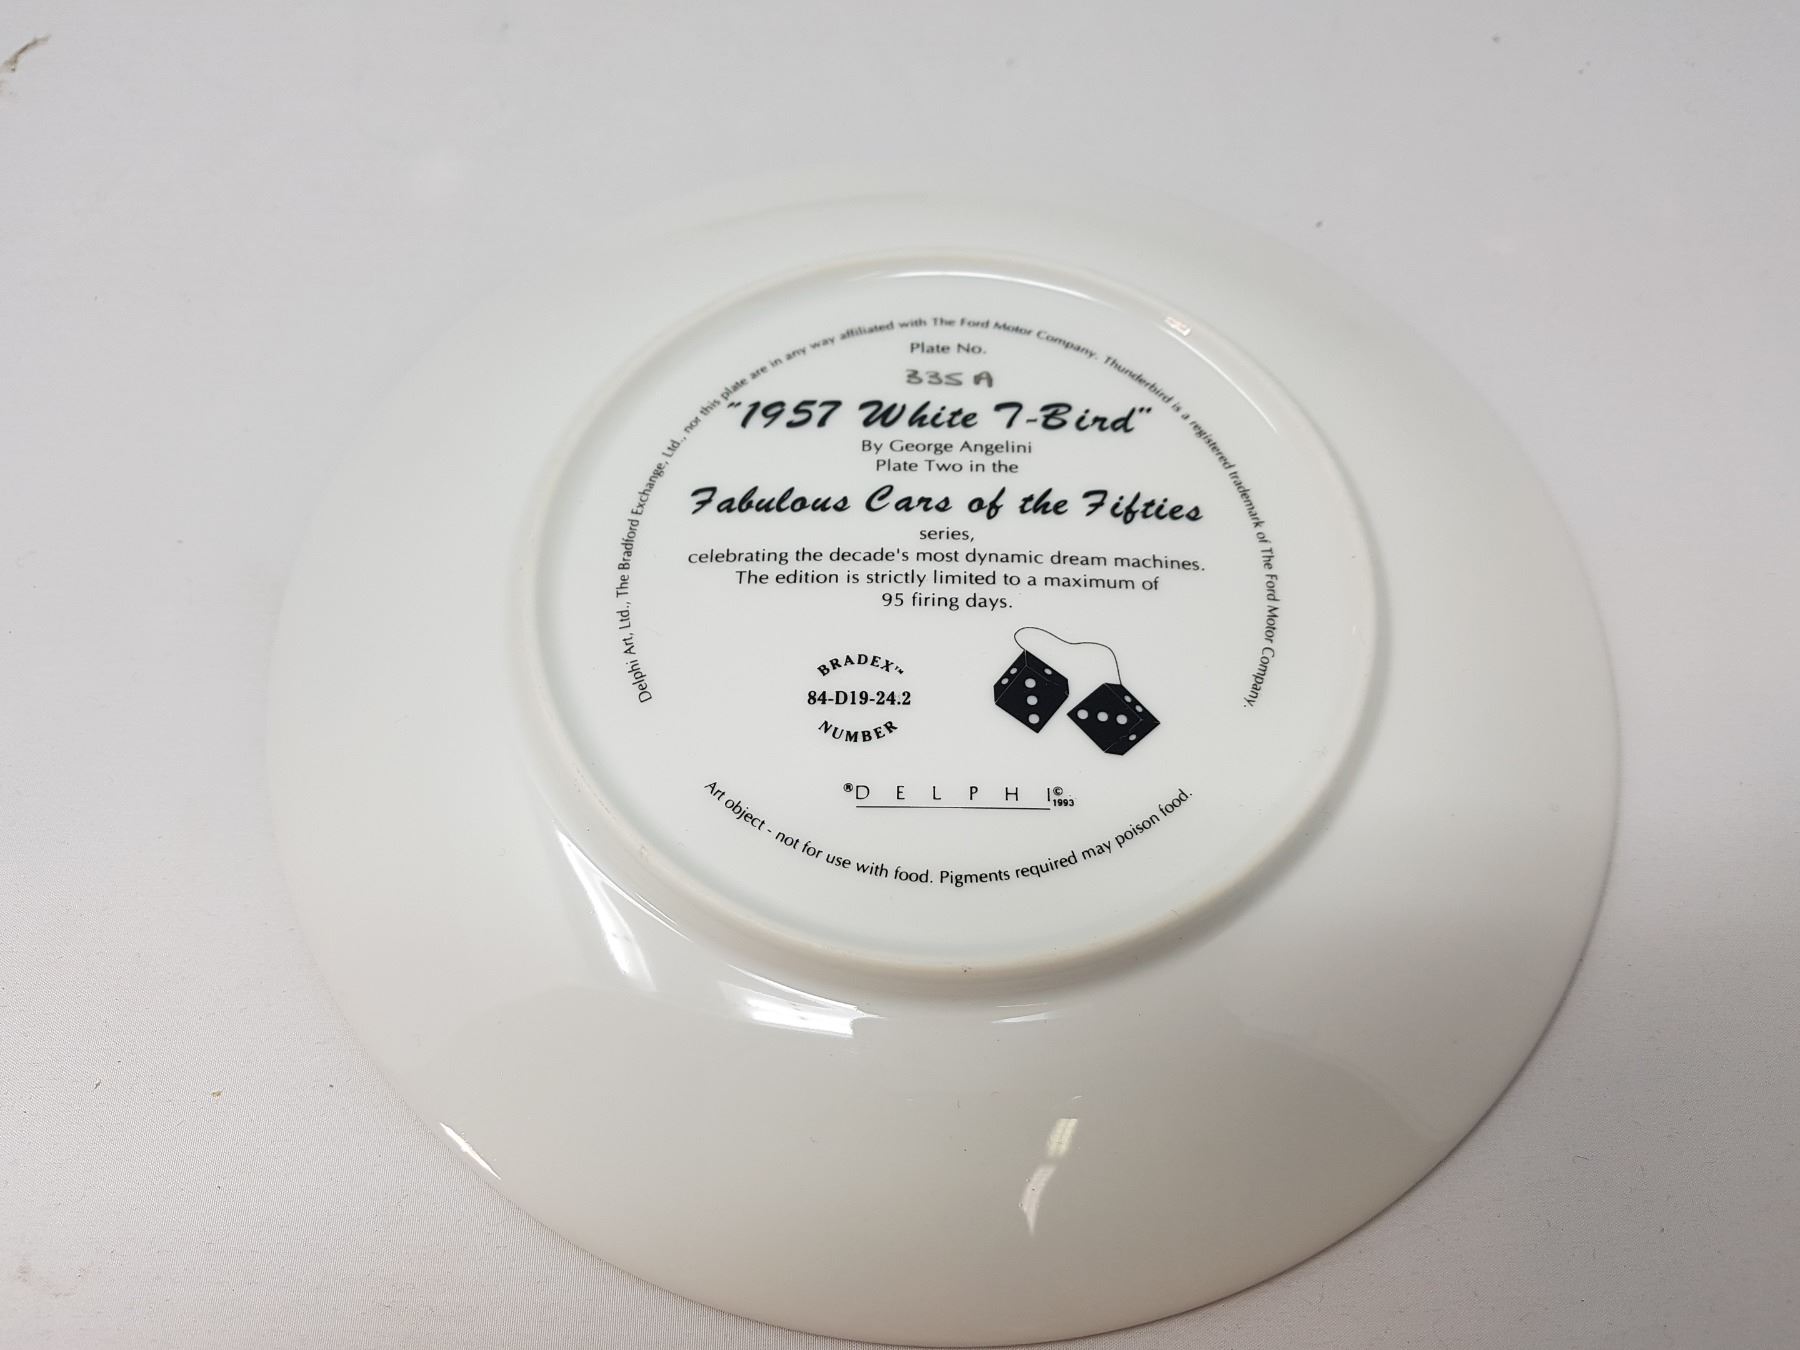 Delphi Art, Ltd., The Bradford Exchange, Ltd., nor this plate are in any way affiliated with The Ford Motor Company. Thunderbird is a registered trademark of The Ford Motor Company.
Plate No.
335 A
"1957 White T-Bird"
By George Angelini
Plate Two in the
Fabulous Cars of the Fifties
series,
celebrating the decade's most dynamic dream machines.
The edition is strictly limited to a maximum of
95 firing days.
BRADEX™
84-D19-24.2
NUMBER
®DELPHI©
1993
Art object - not for use with food. Pigments required may poison food.